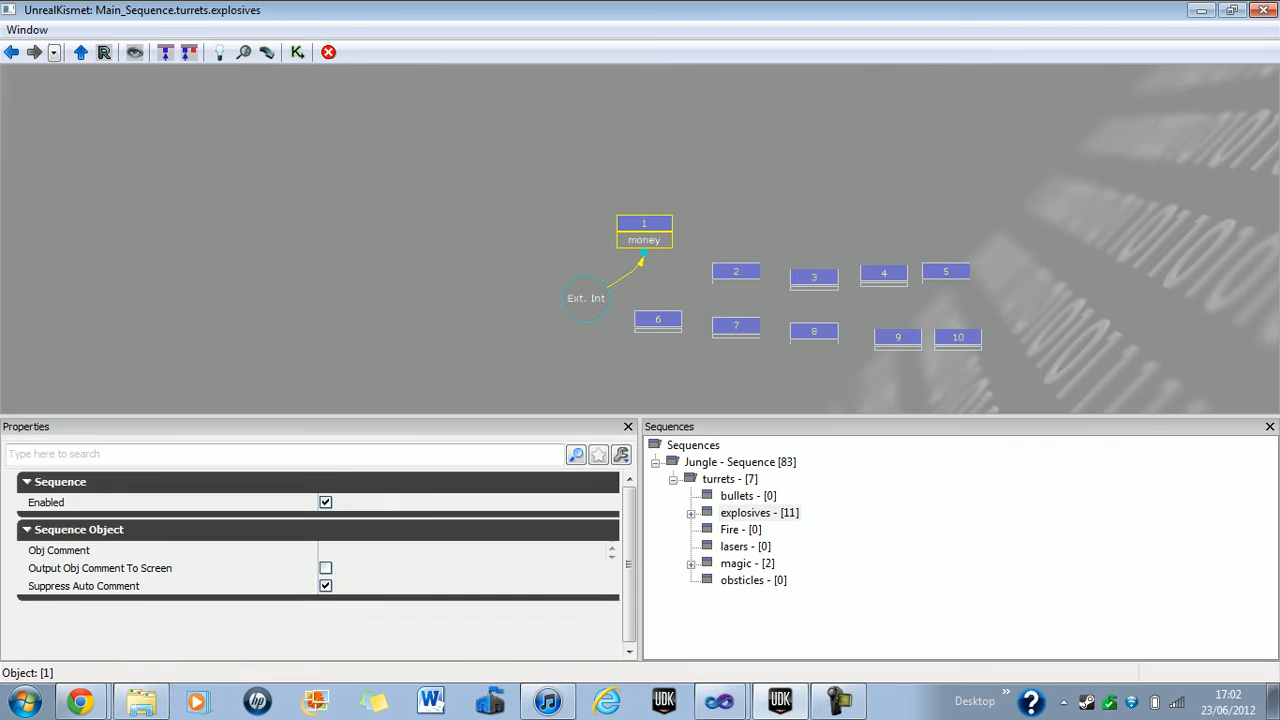 UnrealKismet: Main_Sequence.turrets.explosives
Window
1
money
Ext. Int
2
3
4
5
6
7
8
9
10
Properties
Type here to search
Sequence
Enabled
Sequence Object
Obj Comment
Output Obj Comment To Screen
Suppress Auto Comment
Sequences
Sequences
Jungle - Sequence [83]
turrets - [7]
bullets - [0]
explosives - [11]
Fire - [0]
lasers - [0]
magic - [2]
obsticles - [0]
Object: [1]
Desktop
17:02
23/06/2012